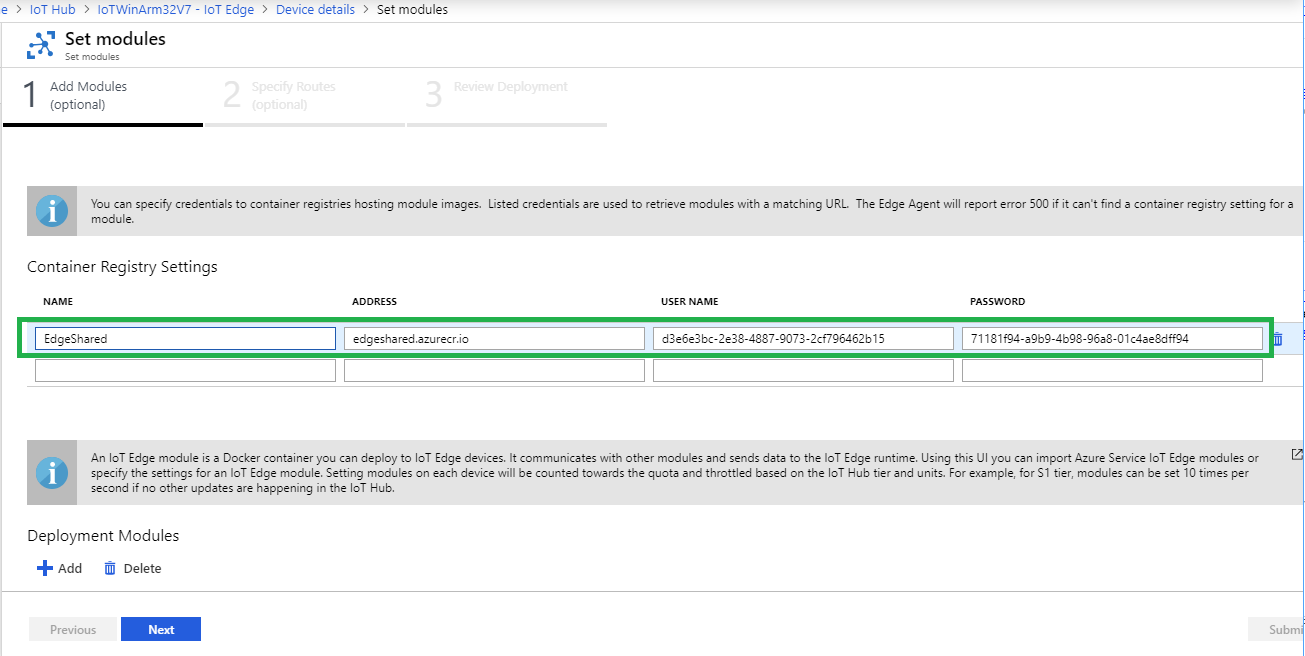 e > IoT Hub > IoTWinArm32V7 - IoT Edge > Device details > Set modules
Set modules
Set modules
1 Add Modules (optional)
2 Specify Routes (optional)
3 Review Deployment
You can specify credentials to container registries hosting module images. Listed credentials are used to retrieve modules with a matching URL. The Edge Agent will report error 500 if it can't find a container registry setting for a
module.
Container Registry Settings
NAME ADDRESS USER NAME PASSWORD
EdgeShared edgeshared.azurecr.io d3e6e3bc-2e38-4887-9073-2cf796462b15 71181f94-a9b9-4b98-96a8-01c4ae8dff94
An IoT Edge module is a Docker container you can deploy to IoT Edge devices. It communicates with other modules and sends data to the IoT Edge runtime. Using this UI you can import Azure Service IoT Edge modules or
specify the settings for an IoT Edge module. Setting modules on each device will be counted towards the quota and throttled based on the IoT Hub tier and units. For example, for S1 tier, modules can be set 10 times per
second if no other updates are happening in the IoT Hub.
Deployment Modules
Add Delete
Previous Next Submi